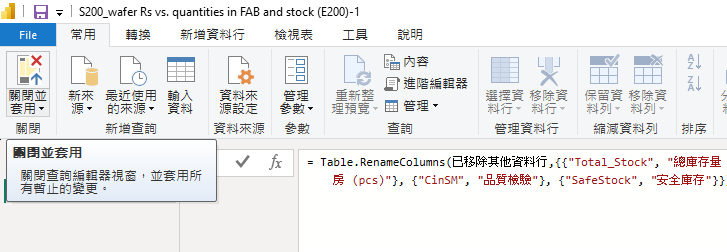 S200_wafer Rs vs. quantities in FAB and stock (E200)-1
File 常用 轉換 新增資料行 檢視表 工具 說明
關閉並套用
新來源
最近使用的來源
輸入資料
資料來源設定
管理參數
重新整理預覽
內容
進階編輯器
管理
選擇資料行
移除資料行
保留資料列
移除資料列
關閉 新增查詢 資料來源 參數 查詢 管理資料行 縮減資料列 排序
關閉並套用
關閉查詢編輯器視窗，並套用所
有暫止的變更。
fx
= Table.RenameColumns(已移除其他資料行,{{"Total_Stock", "總庫存量
房 (pcs)"}, {"CinSM", "品質檢驗"}, {"SafeStock", "安全庫存"}}